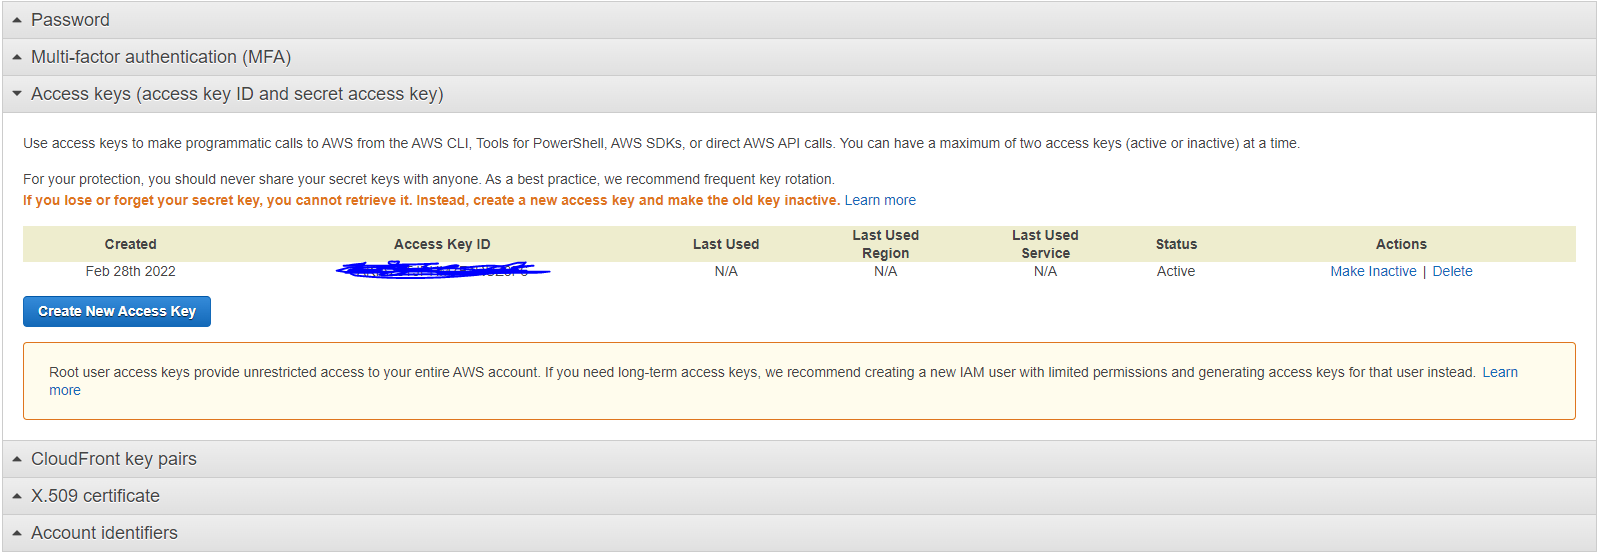 Password
Multi-factor authentication (MFA)
Access keys (access key ID and secret access key)
Use access keys to make programmatic calls to AWS from the AWS CLI, Tools for PowerShell, AWS SDKs, or direct AWS API calls. You can have a maximum of two access keys (active or inactive) at a time.
For your protection, you should never share your secret keys with anyone. As a best practice, we recommend frequent key rotation.
If you lose or forget your secret key, you cannot retrieve it. Instead, create a new access key and make the old key inactive. Learn more
Created Access Key ID Last Used Last Used Region Last Used Service Status Actions
Feb 28th 2022 N/A N/A N/A Active Make Inactive | Delete
Create New Access Key
Root user access keys provide unrestricted access to your entire AWS account. If you need long-term access keys, we recommend creating a new IAM user with limited permissions and generating access keys for that user instead. Learn
more
CloudFront key pairs
X.509 certificate
Account identifiers